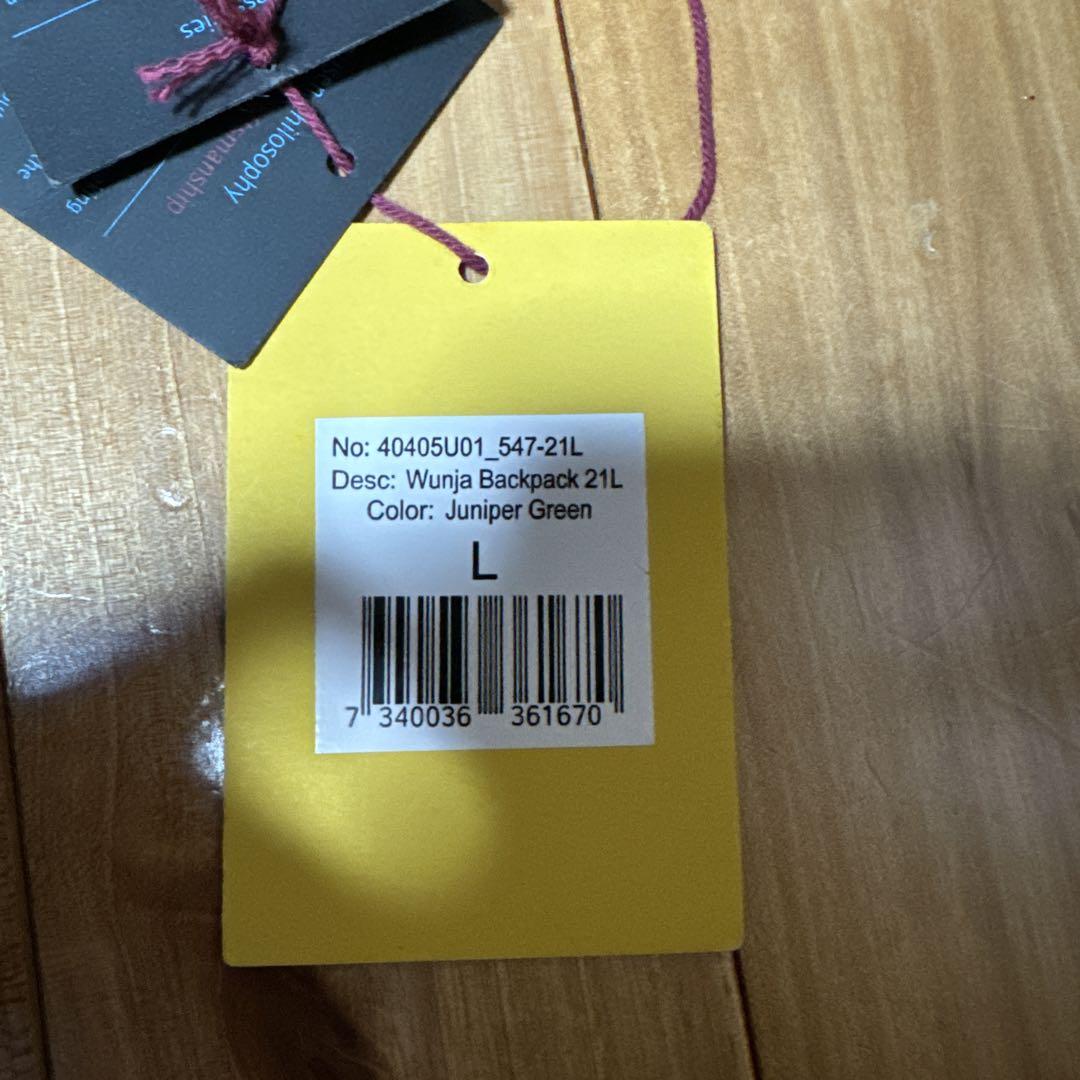 philosophy
No: 40405U01_547-21L
Desc: Wunja Backpack 21L
Color: Juniper Green
L
7 340036 361670